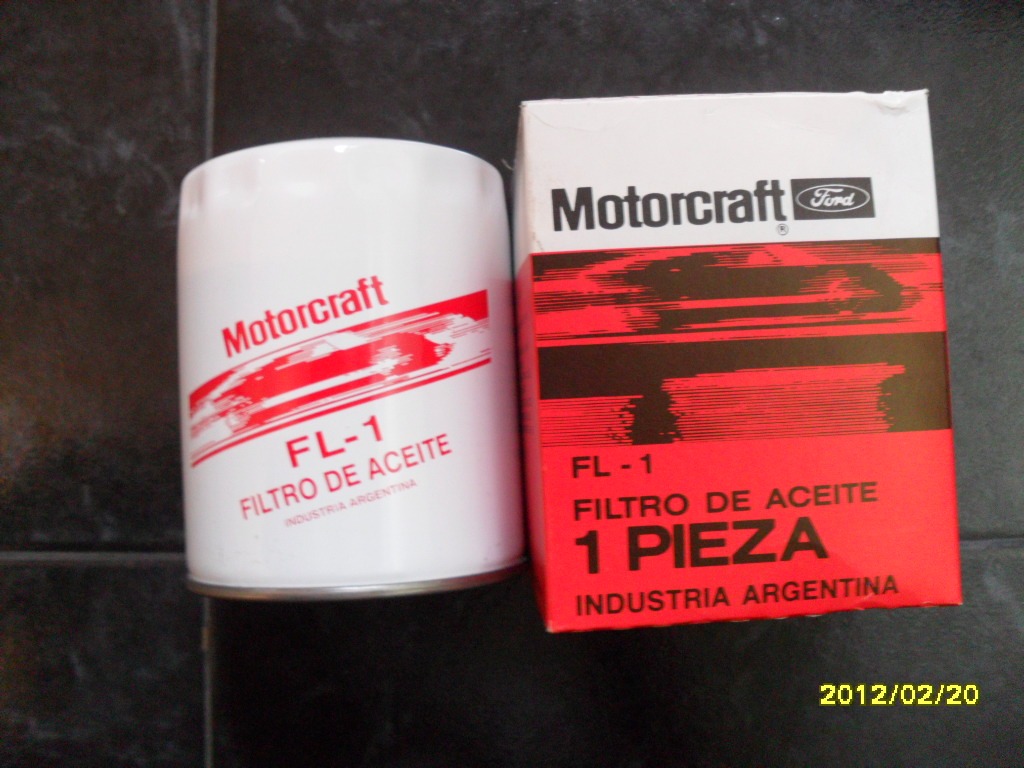 Motorcraft
FL-1
FILTRO DE ACEITE
INDUSTRIA ARGENTINA
Motorcraft® Ford
FL - 1
FILTRO DE ACEITE
1 PIEZA
INDUSTRIA ARGENTINA
2012/02/20